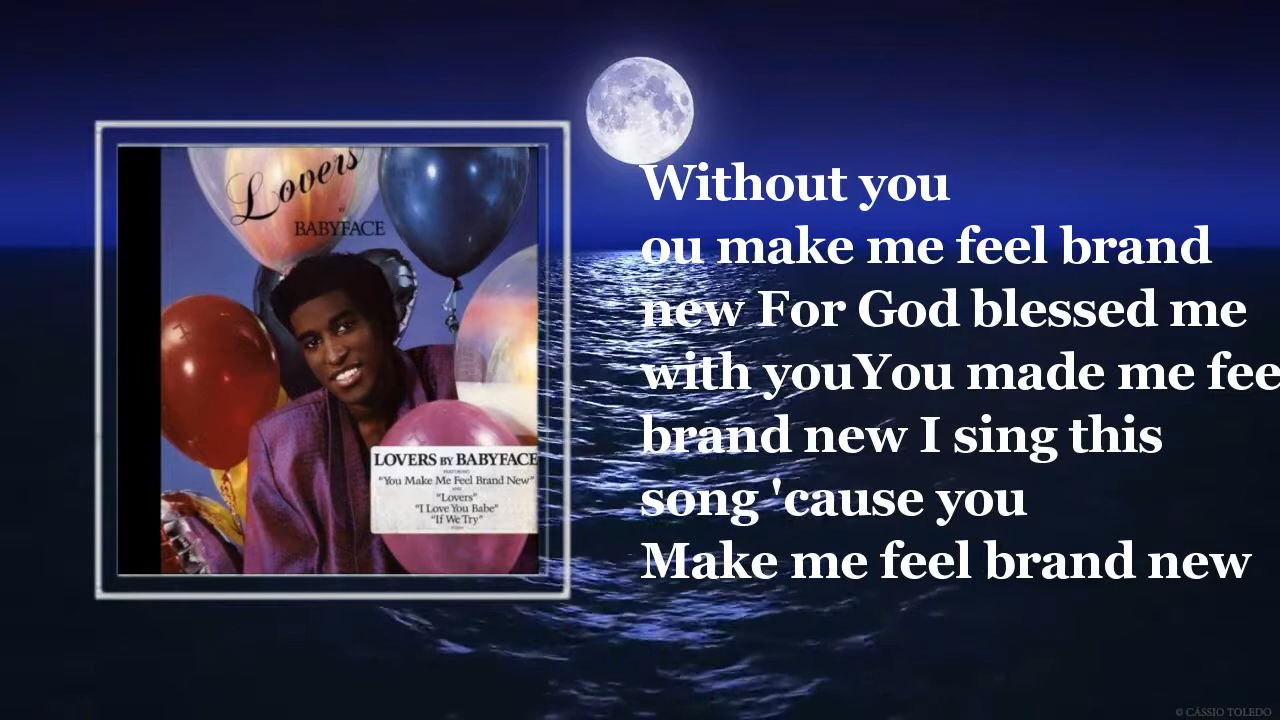 Lovers
BY
BABYFACE
LOVERS BY BABYFACE
FEATURING:
"You Make Me Feel Brand New"
"Lovers"
"I Love You Babe"
"If We Try"
Without you
ou make me feel brand
new For God blessed me
with youYou made me fee
brand new I sing this
song 'cause you
Make me feel brand new
© CÁSSIO TOLEDO